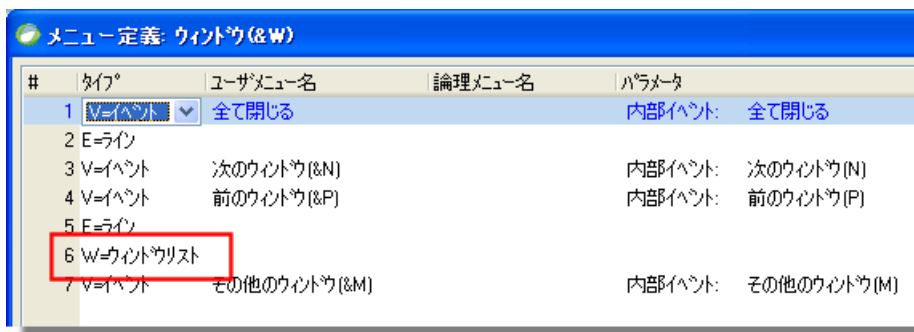 メニュー定義: ウィンドウ(&W)
# タイプ ユーザメニュー名 論理メニュー名 パラメータ
1 V=イベント 全て閉じる 内部イベント: 全て閉じる
2 E=ライン
3 V=イベント 次のウィンドウ(&N) 内部イベント: 次のウィンドウ(N)
4 V=イベント 前のウィンドウ(&P) 内部イベント: 前のウィンドウ(P)
5 E=ライン
6 W=ウィンドウリスト
7 V=イベント その他のウィンドウ(&M) 内部イベント: その他のウィンドウ(M)